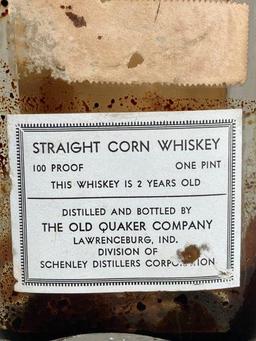 STRAIGHT CORN WHISKEY
100 PROOF ONE PINT
THIS WHISKEY IS 2 YEARS OLD
DISTILLED AND BOTTLED BY
THE OLD QUAKER COMPANY
LAWRENCEBURG, IND.
DIVISION OF
SCHENLEY DISTILLERS CORPORATION